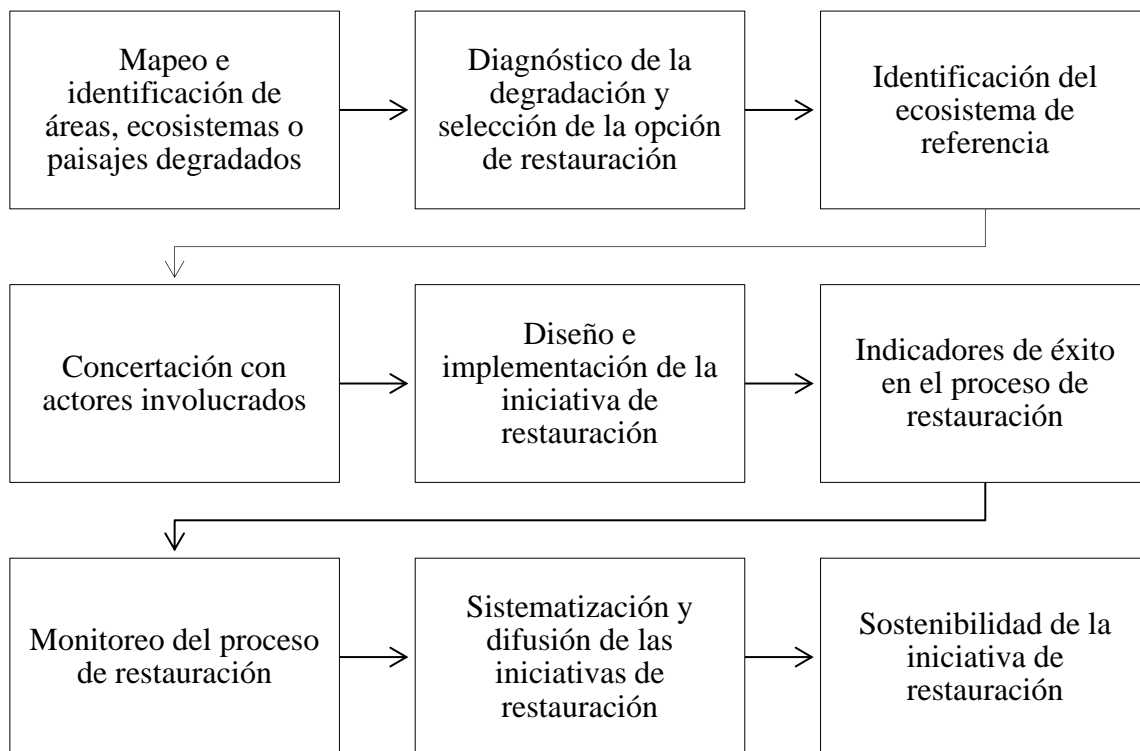 Mapeo e
identificación de
áreas, ecosistemas o
paisajes degradados
Diagnóstico de la
degradación y
selección de la opción
de restauración
Identificación del
ecosistema de
referencia
Concertación con
actores involucrados
Diseño e
implementación de la
iniciativa de
restauración
Indicadores de éxito
en el proceso de
restauración
Monitoreo del proceso
de restauración
Sistematización y
difusión de las
iniciativas de
restauración
Sostenibilidad de la
iniciativa de
restauración